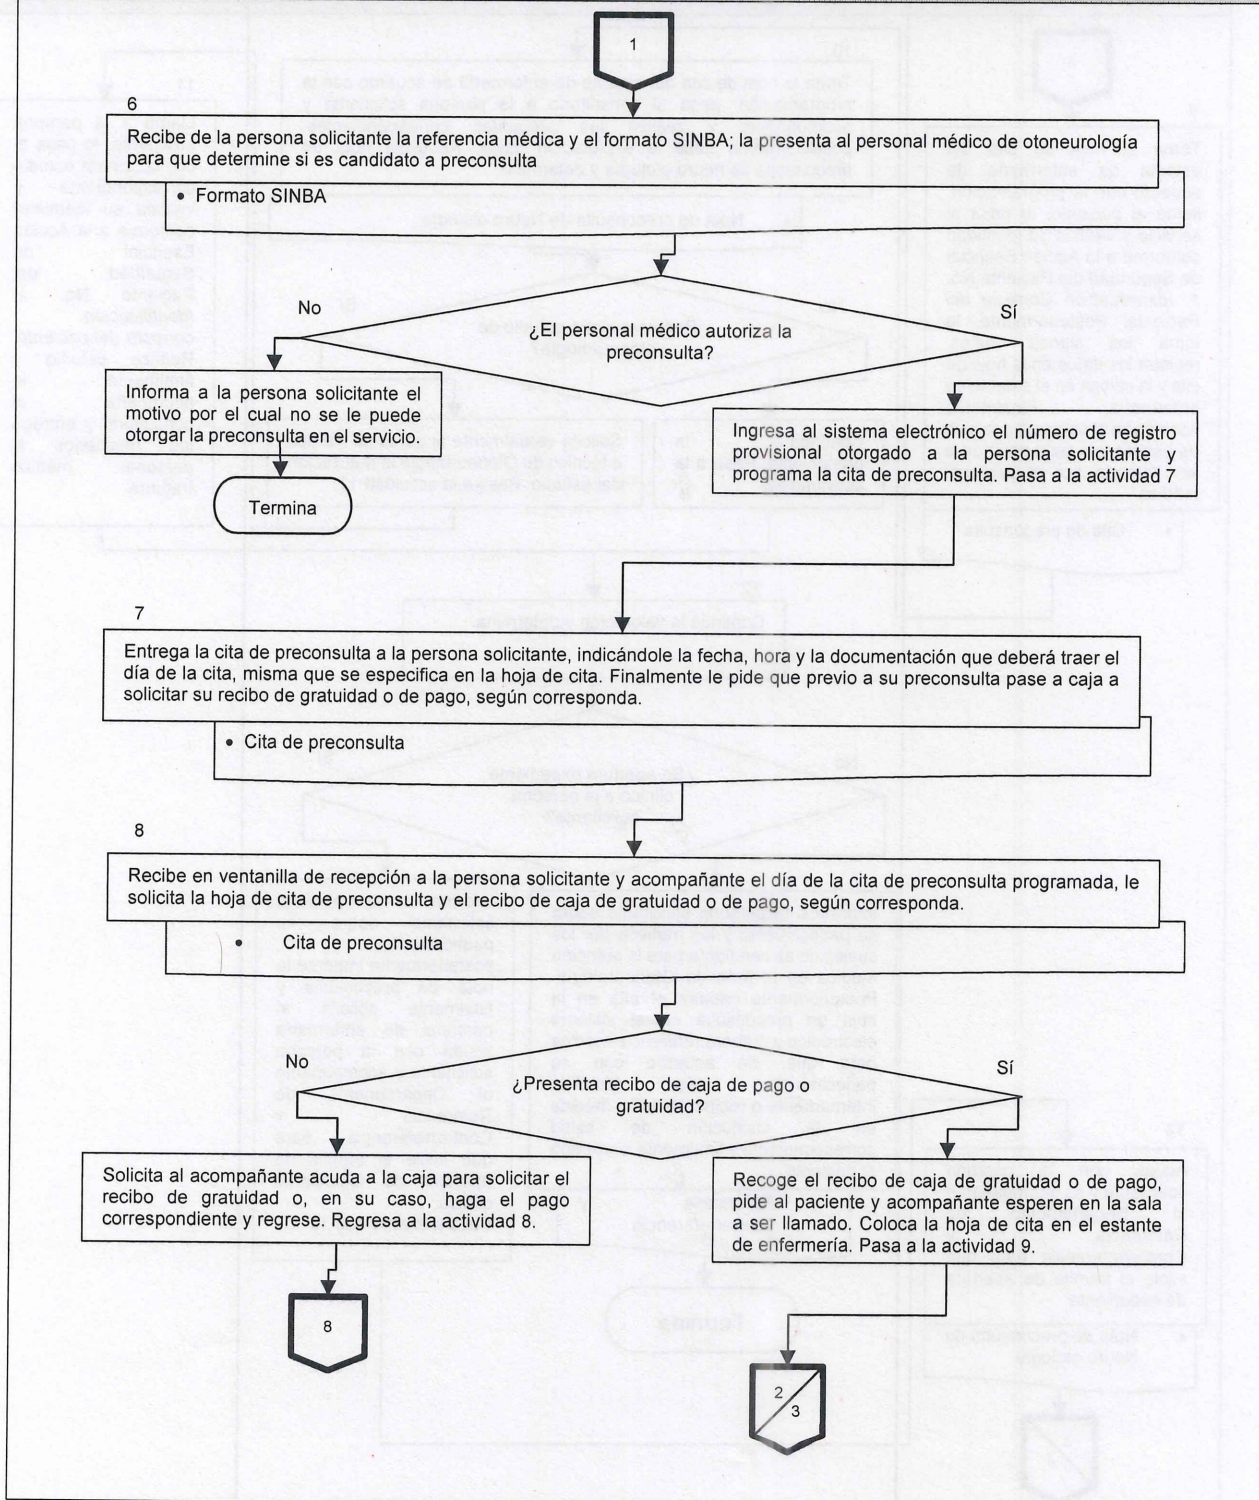 1
6
Recibe de la persona solicitante la referencia médica y el formato SINBA; la presenta al personal médico de otoneurología
para que determine si es candidato a preconsulta
• Formato SINBA
No
Sí
¿El personal médico autoriza la
preconsulta?
Informa a la persona solicitante el
motivo por el cual no se le puede
otorgar la preconsulta en el servicio.
Termina
Ingresa al sistema electrónico el número de registro
provisional otorgado a la persona solicitante y
programa la cita de preconsulta. Pasa a la actividad 7
7
Entrega la cita de preconsulta a la persona solicitante, indicándole la fecha, hora y la documentación que deberá traer el
día de la cita, misma que se especifica en la hoja de cita. Finalmente le pide que previo a su preconsulta pase a caja a
solicitar su recibo de gratuidad o de pago, según corresponda.
• Cita de preconsulta
8
Recibe en ventanilla de recepción a la persona solicitante y acompañante el día de la cita de preconsulta programada, le
solicita la hoja de cita de preconsulta y el recibo de caja de gratuidad o de pago, según corresponda.
• Cita de preconsulta
No
Sí
¿Presenta recibo de caja de pago o
gratuidad?
Solicita al acompañante acuda a la caja para solicitar el
recibo de gratuidad o, en su caso, haga el pago
correspondiente y regrese. Regresa a la actividad 8.
8
Recoge el recibo de caja de gratuidad o de pago,
pide al paciente y acompañante esperen en la sala
a ser llamado. Coloca la hoja de cita en el estante
de enfermería. Pasa a la actividad 9.
2
3